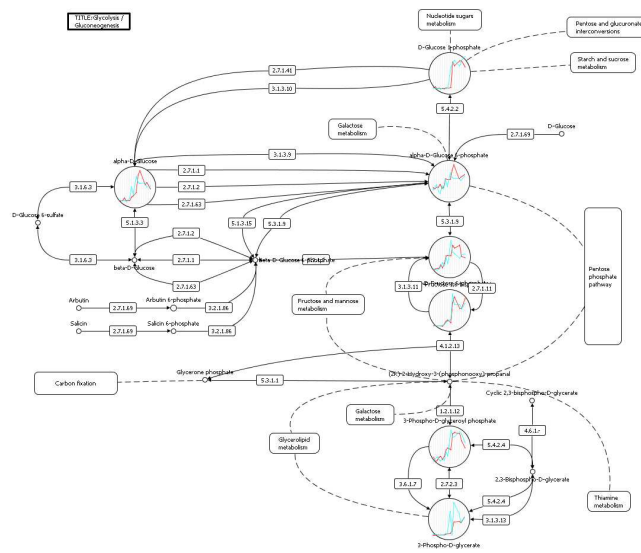 TITLE:Glycolysis /
Gluconeogenesis
Nucleotide sugars
metabolism
Pentose and glucuronate
interconversions
D-Glucose 1-phosphate
Starch and sucrose
metabolism
2.7.1.41
3.1.3.10
5.4.2.2
Galactose
metabolism
D-Glucose
2.7.1.69
3.1.3.9
alpha-D-Glucose
alpha-D-Glucose 6-phosphate
2.7.1.1
3.1.6.3
2.7.1.2
2.7.1.63
D-Glucose 6-sulfate
5.1.3.3
5.1.3.15
5.3.1.9
5.3.1.9
2.7.1.2
3.1.6.3
2.7.1.1
beta-D-Glucose
Beta D-Glucose 6-phosphate
2.7.1.63
Pentose
phosphate
pathway
3.1.3.11
2.7.1.11
Arbutin
Arbutin 6-phosphate
2.7.1.69
3.2.1.86
Fructose and mannose
metabolism
Salicin
Salicin 6-phosphate
2.7.1.69
3.2.1.86
4.1.2.13
Glycerone phosphate
(2R)-2-Hydroxy-3-(phosphonooxy)-propanal
Carbon fixation
5.3.1.1
Cyclic 2,3-bisphospho-D-glycerate
Galactose
metabolism
1.2.1.12
3-Phospho-D-glyceroyl phosphate
4.6.1.-
Glycerolipid
metabolism
5.4.2.4
2,3-Bisphospho-D-glycerate
3.6.1.7
2.7.2.3
5.4.2.4
Thiamine
metabolism
3.1.3.13
3-Phospho-D-glycerate